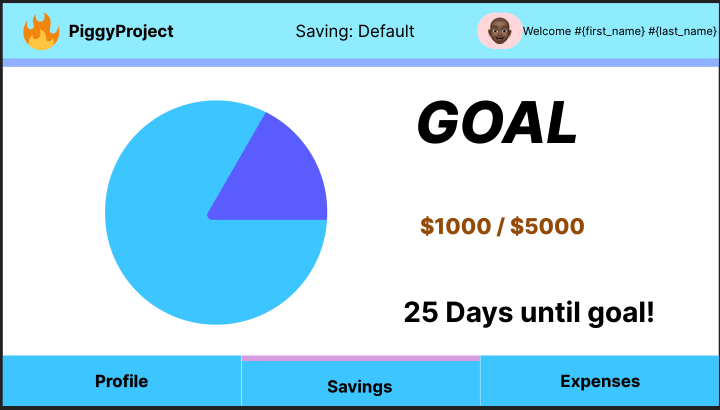 PiggyProject
Saving: Default
Welcome #{first_name} #{last_name}
GOAL
$1000 / $5000
25 Days until goal!
Profile
Savings
Expenses